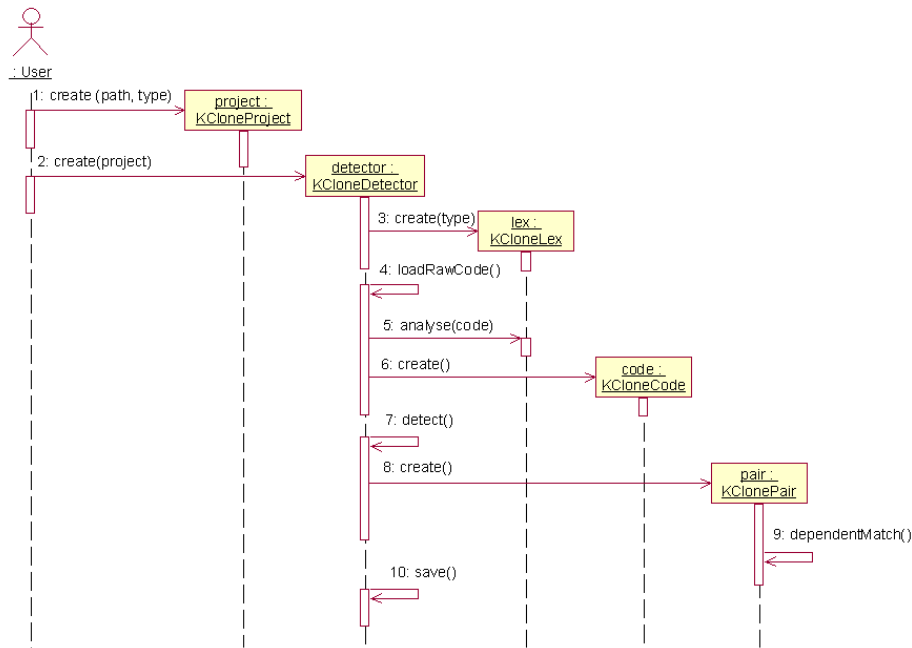 : User
1: create (path, type)
project :
KCloneProject
2: create(project)
detector :
KCloneDetector
3: create(type)
lex :
KCloneLex
4: loadRawCode()
5: analyse(code)
6: create()
code :
KCloneCode
7: detect()
8: create()
pair :
KClonePair
9: dependentMatch()
10: save()